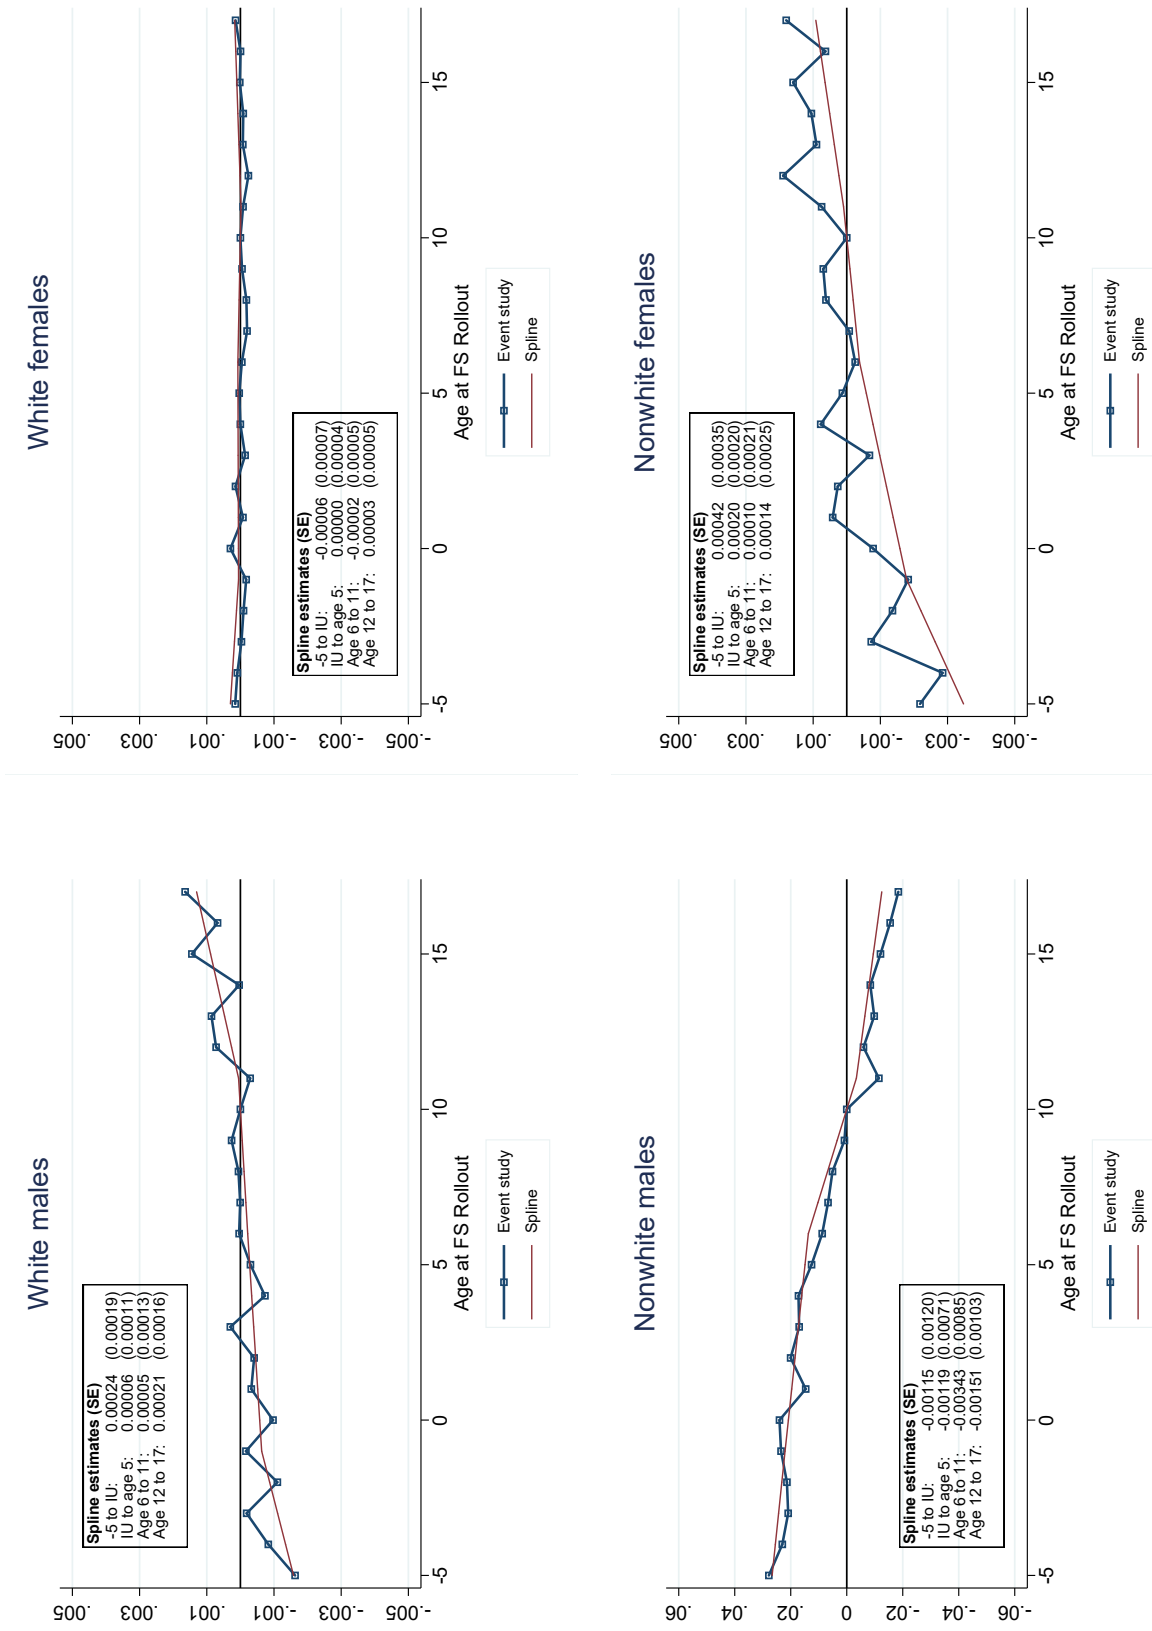 White males
.005
.003
.001
-.001
-.003
-.005
Spline estimates (SE)
-5 to IU: 0.00024 (0.00019)
IU to age 5: 0.00006 (0.00011)
Age 6 to 11: 0.00005 (0.00013)
Age 12 to 17: 0.00021 (0.00016)
-5 0 5 10 15
Age at FS Rollout
Event study
Spline
White females
.005
.003
.001
-.001
-.003
-.005
Spline estimates (SE)
-5 to IU: -0.00006 (0.00007)
IU to age 5: 0.00000 (0.00004)
Age 6 to 11: -0.00002 (0.00005)
Age 12 to 17: 0.00003 (0.00005)
-5 0 5 10 15
Age at FS Rollout
Event study
Spline
Nonwhite males
.06
.04
.02
0
-.02
-.04
-.06
Spline estimates (SE)
-5 to IU: -0.00115 (0.00120)
IU to age 5: -0.00119 (0.00071)
Age 6 to 11: -0.00343 (0.00085)
Age 12 to 17: -0.00151 (0.00103)
-5 0 5 10 15
Age at FS Rollout
Event study
Spline
Nonwhite females
.005
.003
.001
-.001
-.003
-.005
Spline estimates (SE)
-5 to IU: 0.00042 (0.00035)
IU to age 5: 0.00020 (0.00020)
Age 6 to 11: 0.00010 (0.00021)
Age 12 to 17: 0.00014 (0.00025)
-5 0 5 10 15
Age at FS Rollout
Event study
Spline